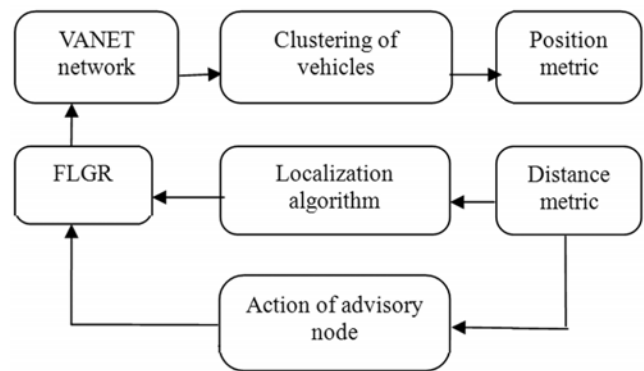 VANET
network
Clustering of
vehicles
Position
metric
FLGR
Localization
algorithm
Distance
metric
Action of advisory
node